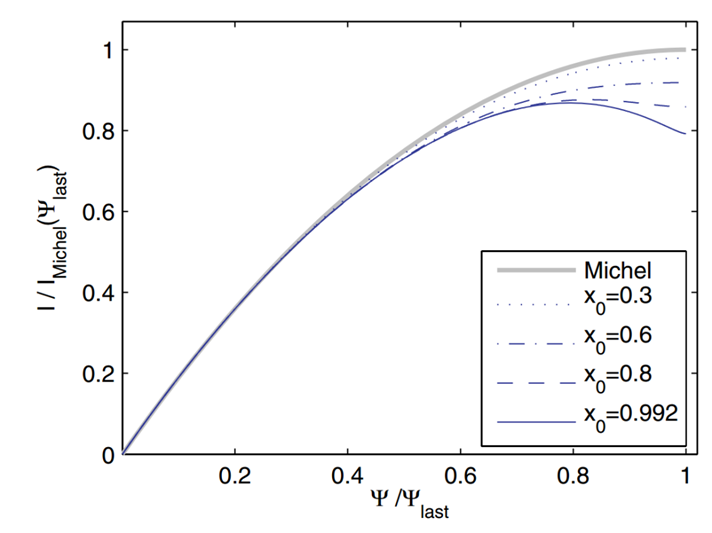 1
0.8
0.6
0.4
0.2
0
I / I_Michel(Ψ_last)
Michel
x_0=0.3
x_0=0.6
x_0=0.8
x_0=0.992
0.2 0.4 0.6 0.8 1
Ψ /Ψ_last